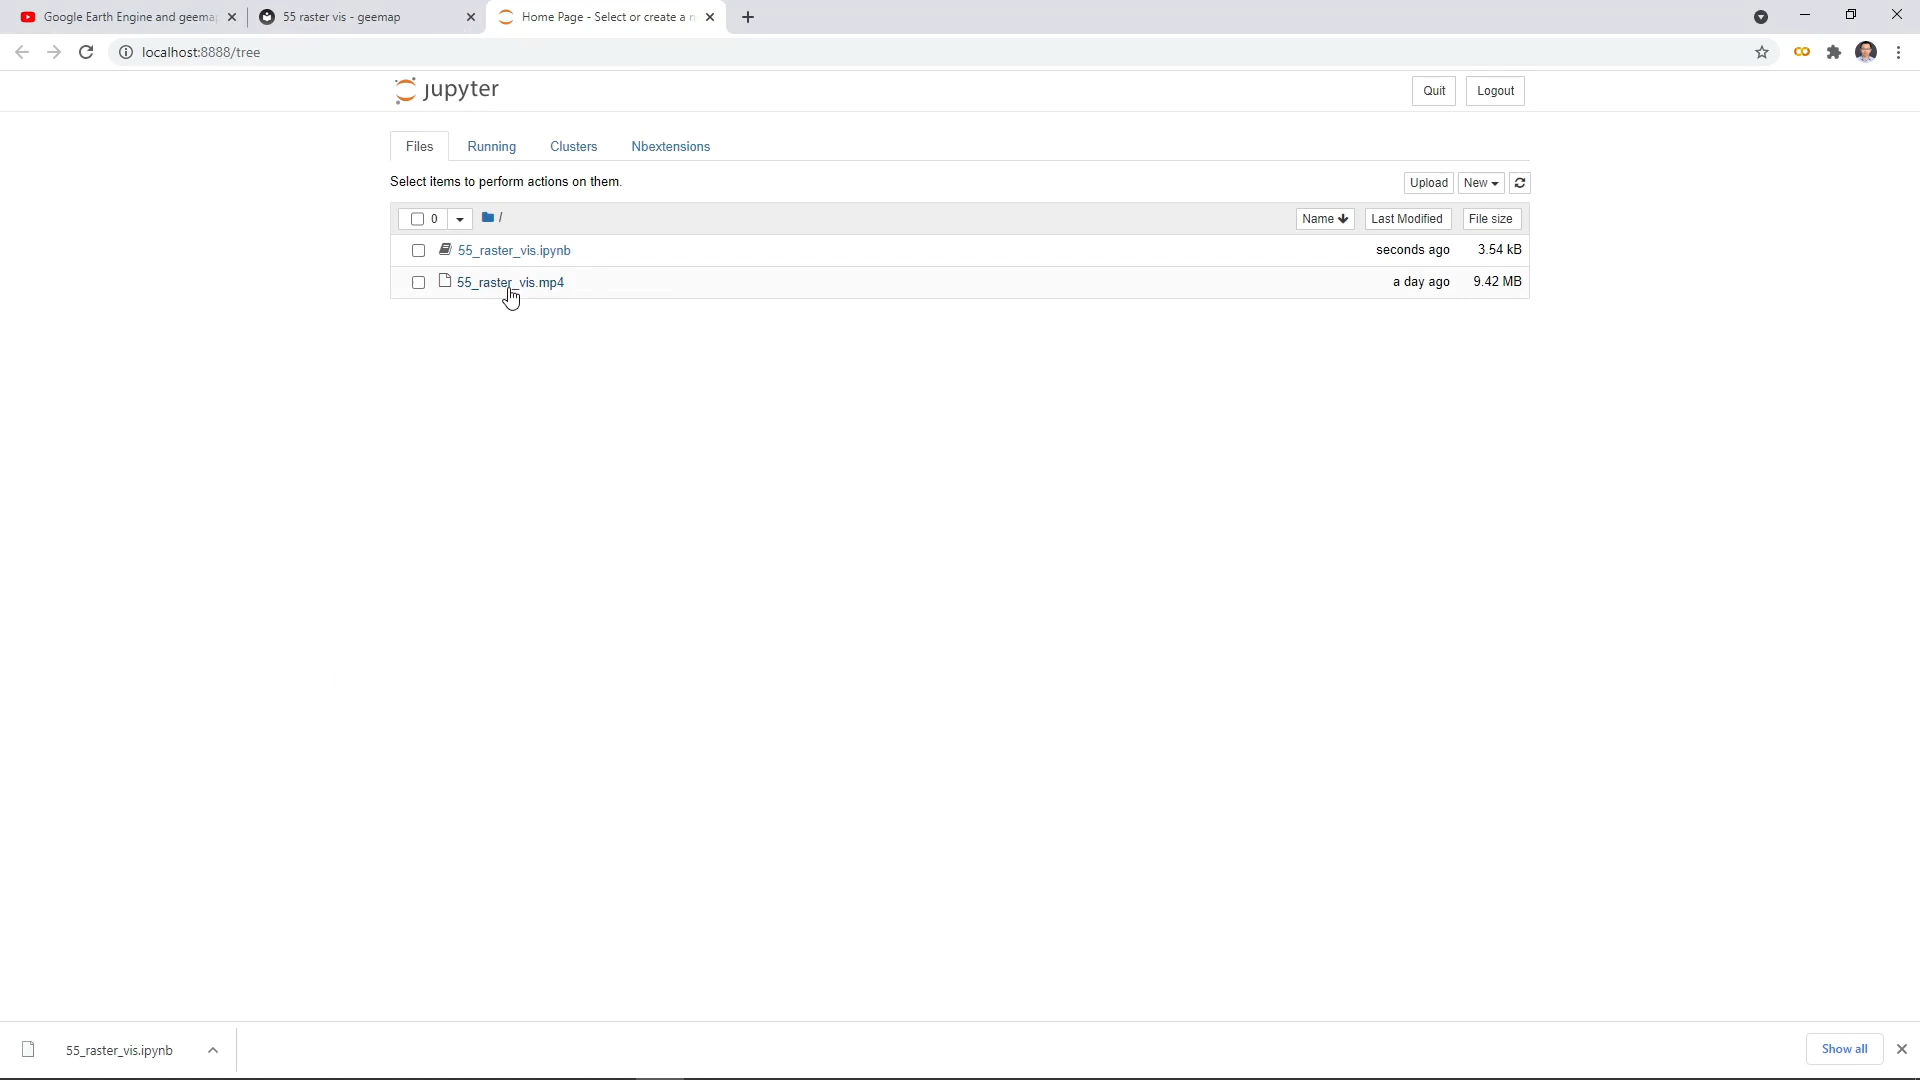 Google Earth Engine and geema
55 raster vis - geemap
Home Page - Select or create a n
localhost:8888/tree
jupyter
Quit
Logout
Files
Running
Clusters
Nbextensions
Select items to perform actions on them.
Upload
New
0
/
Name
Last Modified
File size
55_raster_vis.ipynb
seconds ago
3.54 kB
55_raster_vis.mp4
a day ago
9.42 MB
55_raster_vis.ipynb
Show all